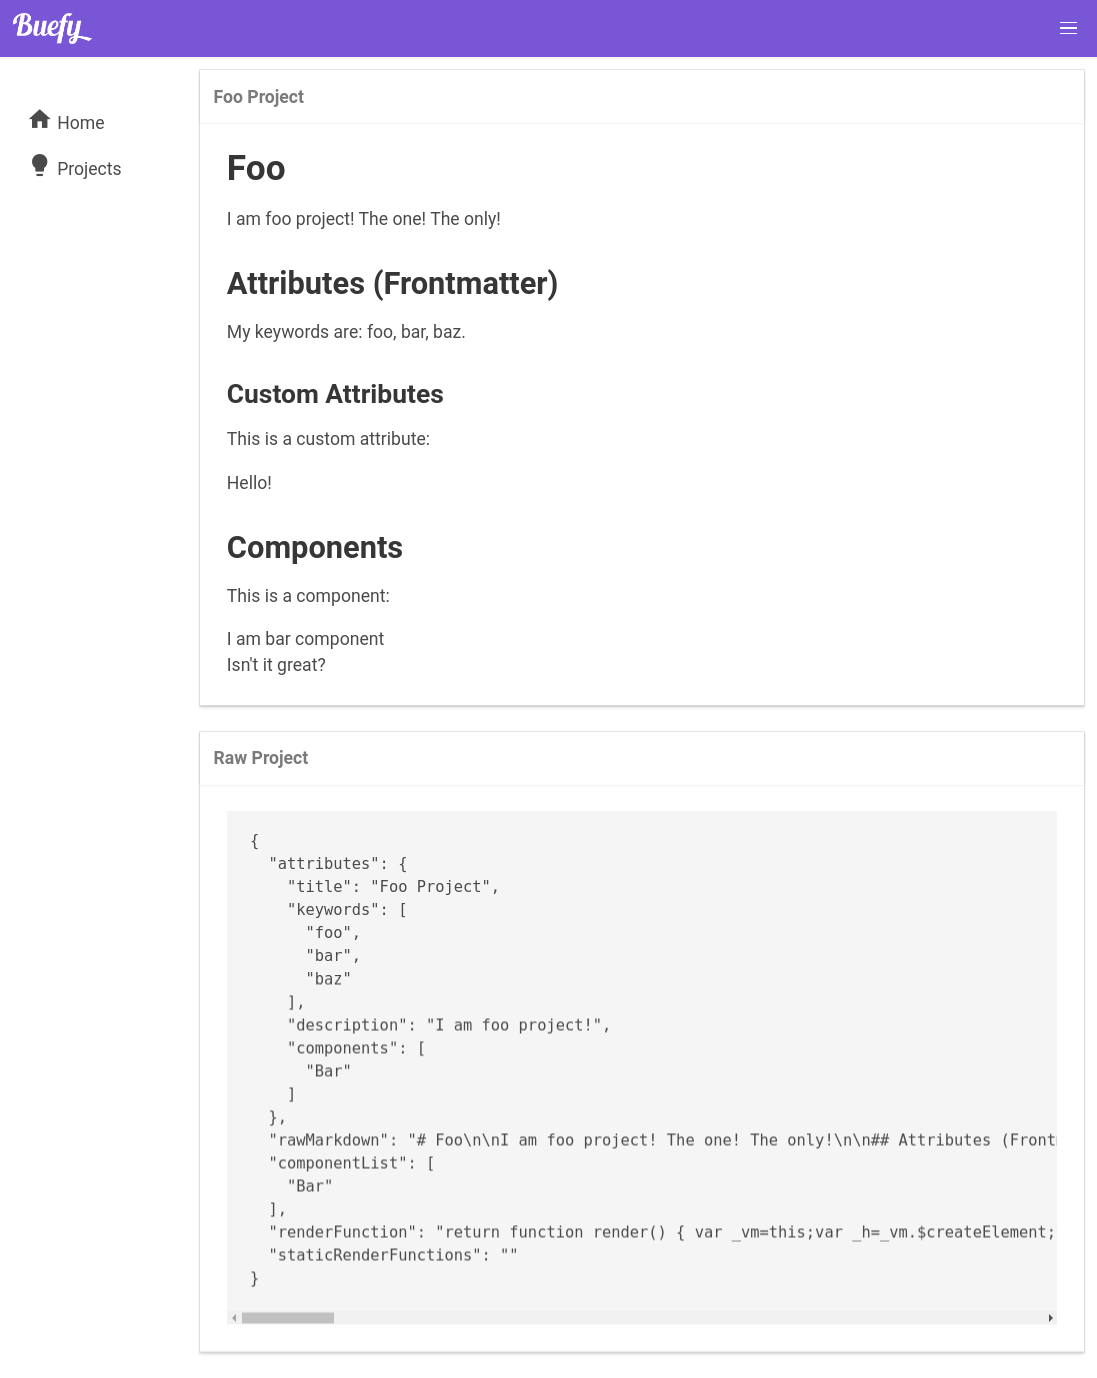 Buefy
Home
Projects
Foo Project
Foo
I am foo project! The one! The only!
Attributes (Frontmatter)
My keywords are: foo, bar, baz.
Custom Attributes
This is a custom attribute:
Hello!
Components
This is a component:
I am bar component
Isn't it great?
Raw Project
{
  "attributes": {
    "title": "Foo Project",
    "keywords": [
      "foo",
      "bar",
      "baz"
    ],
    "description": "I am foo project!",
    "components": [
      "Bar"
    ]
  },
  "rawMarkdown": "# Foo\n\nI am foo project! The one! The only!\n\n## Attributes (Front
  "componentList": [
    "Bar"
  ],
  "renderFunction": "return function render() { var _vm=this;var _h=_vm.$createElement;
  "staticRenderFunctions": ""
}